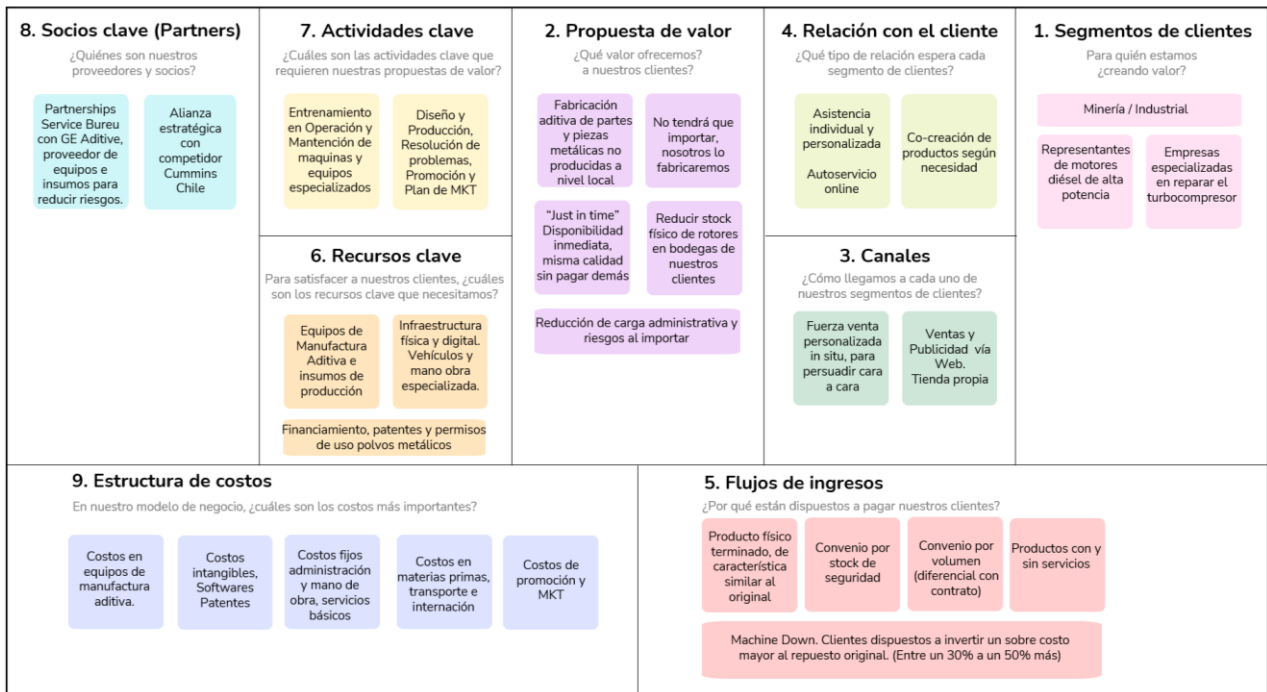 8. Socios clave (Partners)
¿Quiénes son nuestros
proveedores y socios?
Partnerships
Service Bureu
con GE Aditive,
proveedor de
equipos e
insumos para
reducir riesgos.
Alianza
estratégica
con
competidor
Cummins
Chile
7. Actividades clave
¿Cuáles son las actividades clave que
requieren nuestras propuestas de valor?
Entrenamiento
en Operación y
Mantención de
maquinas y
equipos
especializados
Diseño y
Producción,
Resolución de
problemas,
Promoción y
Plan de MKT
6. Recursos clave
Para satisfacer a nuestros clientes, ¿cuáles
son los recursos clave que necesitamos?
Equipos de
Manufactura
Aditiva e
insumos de
producción
Infraestructura
física y digital.
Vehículos y
mano obra
especializada.
Financiamiento, patentes y permisos
de uso polvos metálicos
2. Propuesta de valor
¿Qué valor ofrecemos?
a nuestros clientes?
Fabricación
aditiva de partes
y piezas
metálicas no
producidas a
nivel local
No tendrá que
importar,
nosotros lo
fabricaremos
"Just in time"
Disponibilidad
inmediata,
misma calidad
sin pagar demás
Reducir stock
físico de rotores
en bodegas de
nuestros
clientes
Reducción de carga administrativa y
riesgos al importar
4. Relación con el cliente
¿Qué tipo de relación espera cada
segmento de clientes?
Asistencia
individual y
personalizada
Autoservicio
online
Co-creación de
productos según
necesidad
3. Canales
¿Cómo llegamos a cada uno de
nuestros segmentos de clientes?
Fuerza venta
personalizada
in situ, para
persuadir cara
a cara
Ventas y
Publicidad vía
Web.
Tienda propia
1. Segmentos de clientes
Para quién estamos
¿creando valor?
Minería / Industrial
Representantes
de motores
diésel de alta
potencia
Empresas
especializadas
en reparar el
turbocompresor
9. Estructura de costos
En nuestro modelo de negocio, ¿cuáles son los costos más importantes?
Costos en
equipos de
manufactura
aditiva.
Costos
intangibles,
Softwares
Patentes
Costos fijos
administración
y mano de
obra, servicios
básicos
Costos en
materias primas,
transporte e
internación
Costos de
promoción y
MKT
5. Flujos de ingresos
¿Por qué están dispuestos a pagar nuestros clientes?
Producto físico
terminado, de
característica
similar al
original
Convenio por
stock de
seguridad
Convenio por
volumen
(diferencial con
contrato)
Productos con y
sin servicios
Machine Down. Clientes dispuestos a invertir un sobre costo
mayor al repuesto original. (Entre un 30% a un 50% más)